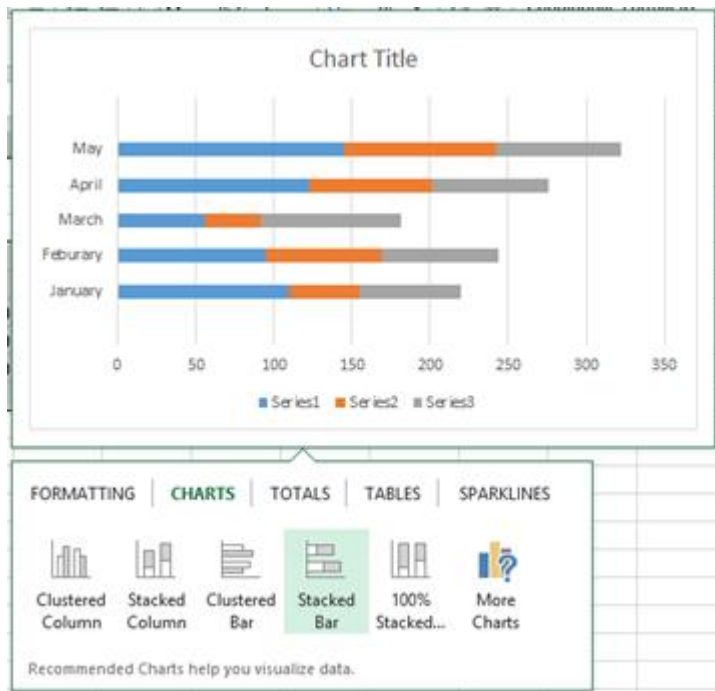 Chart Title
May
April
March
Feburary
January
0 50 100 150 200 250 300 350
Series1 Series2 Series3
FORMATTING CHARTS TOTALS TABLES SPARKLINES
Clustered Stacked Clustered Stacked 100% More
Column Column Bar Bar Stacked... Charts
Recommended Charts help you visualize data.